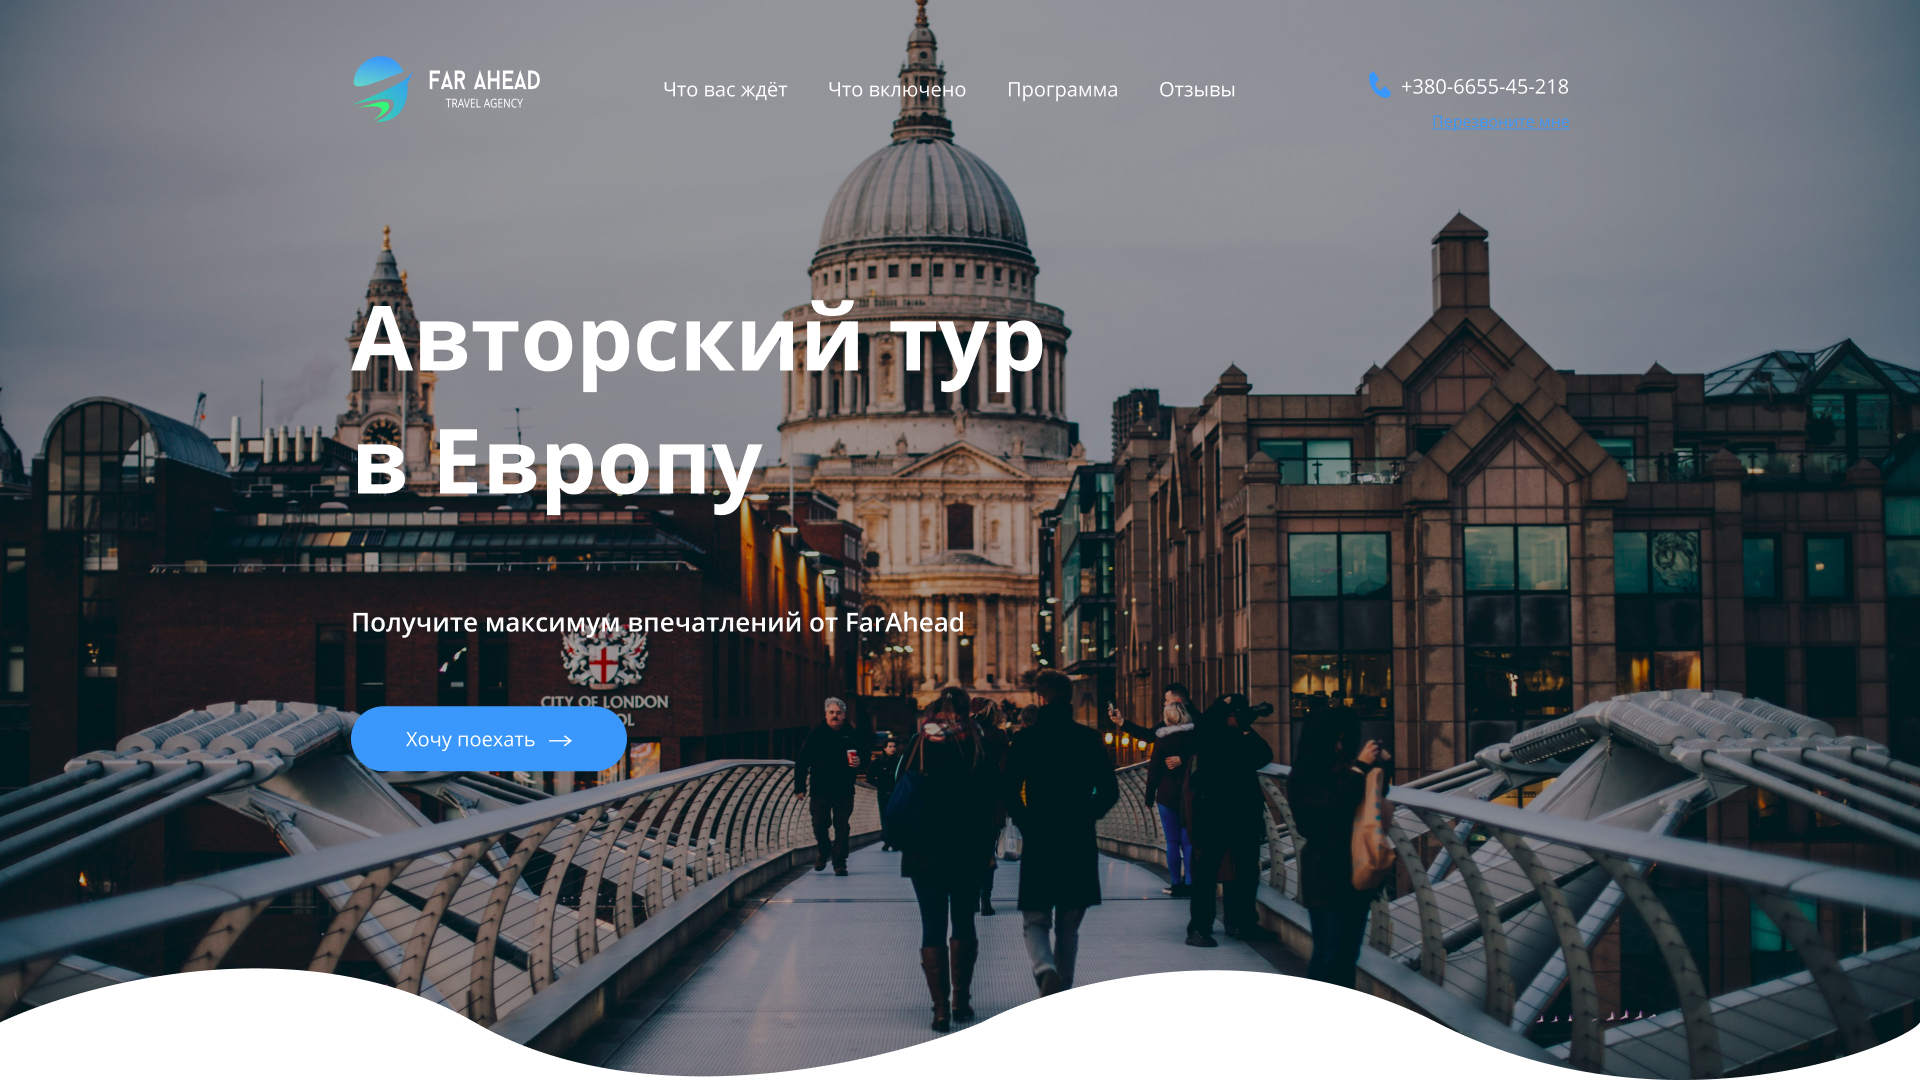 FAR AHEAD
TRAVEL AGENCY
Что вас ждёт
Что включено
Программа
Отзывы
+380-6655-45-218
Перезвоните мне
Авторский тур
в Европу
Получите максимум впечатлений от FarAhead
CITY OF LONDON
Хочу поехать